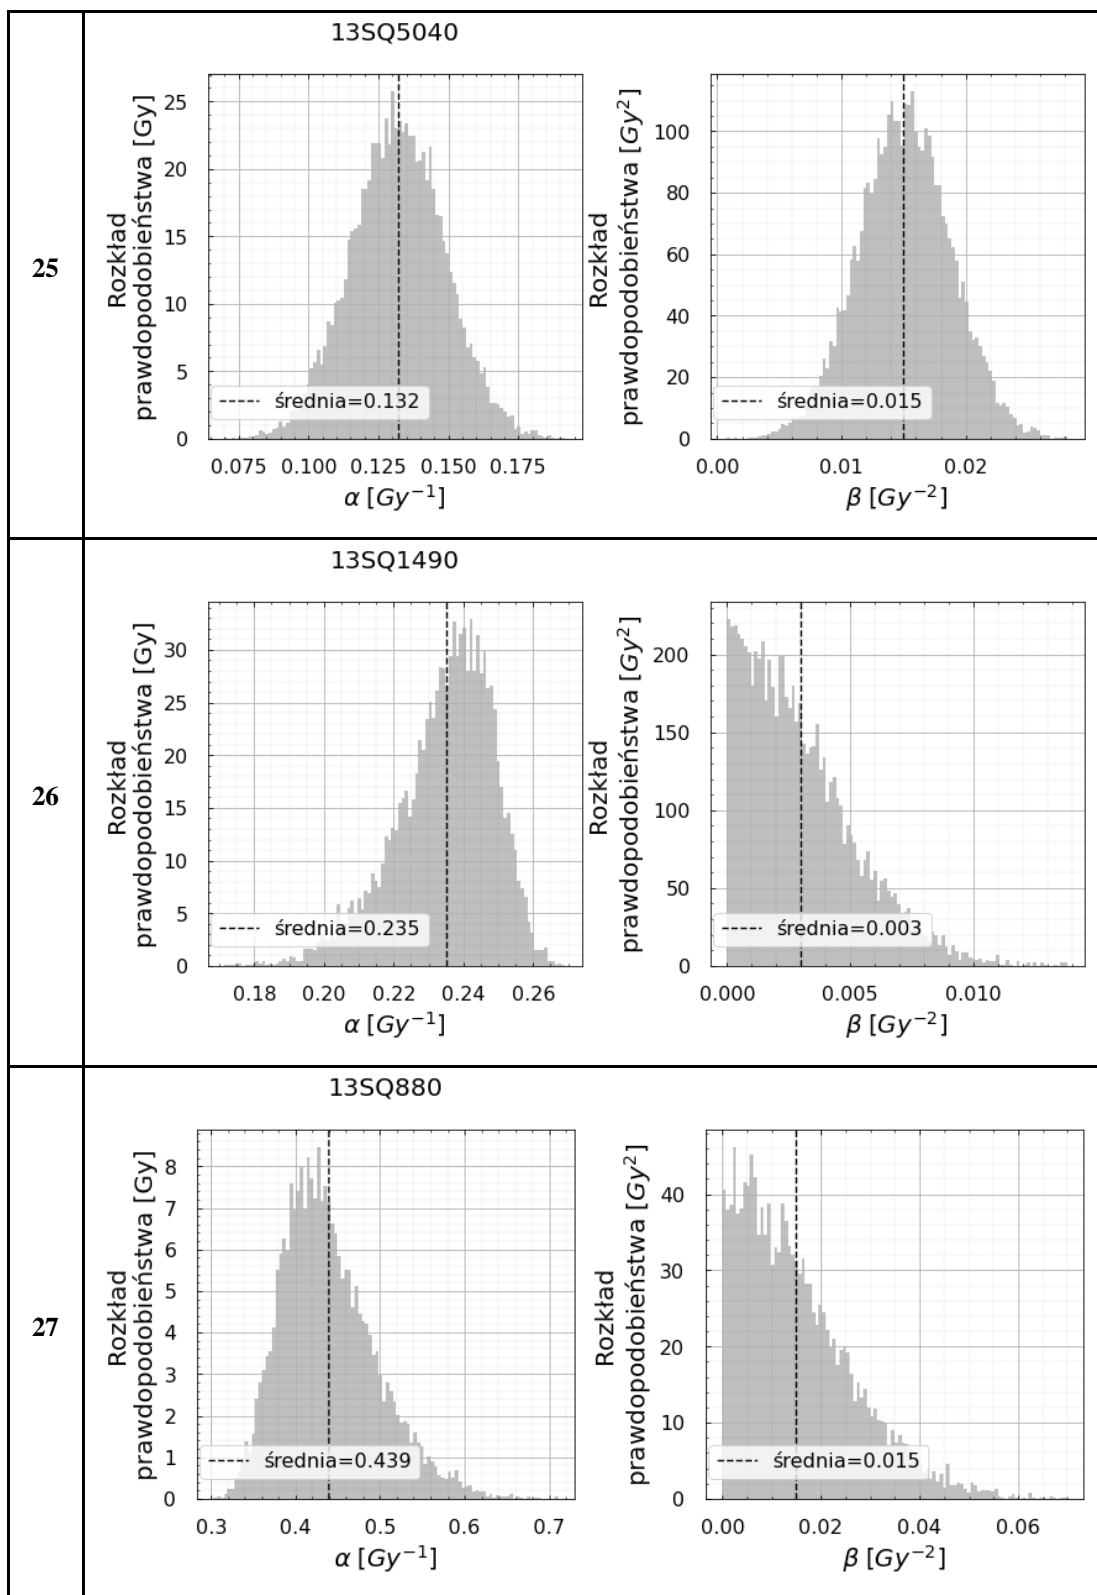 25
13SQ5040
Rozkład
prawdopodobieństwa [Gy]
25
20
15
10
5
0
średnia=0.132
0.075 0.100 0.125 0.150 0.175
α [Gy⁻¹]
Rozkład
prawdopodobieństwa [Gy²]
100
80
60
40
20
0
średnia=0.015
0.00 0.01 0.02
β [Gy⁻²]
26
13SQ1490
Rozkład
prawdopodobieństwa [Gy]
30
25
20
15
10
5
0
średnia=0.235
0.18 0.20 0.22 0.24 0.26
α [Gy⁻¹]
Rozkład
prawdopodobieństwa [Gy²]
200
150
100
50
0
średnia=0.003
0.000 0.005 0.010
β [Gy⁻²]
27
13SQ880
Rozkład
prawdopodobieństwa [Gy]
8
7
6
5
4
3
2
1
0
średnia=0.439
0.3 0.4 0.5 0.6 0.7
α [Gy⁻¹]
Rozkład
prawdopodobieństwa [Gy²]
40
30
20
10
0
średnia=0.015
0.00 0.02 0.04 0.06
β [Gy⁻²]